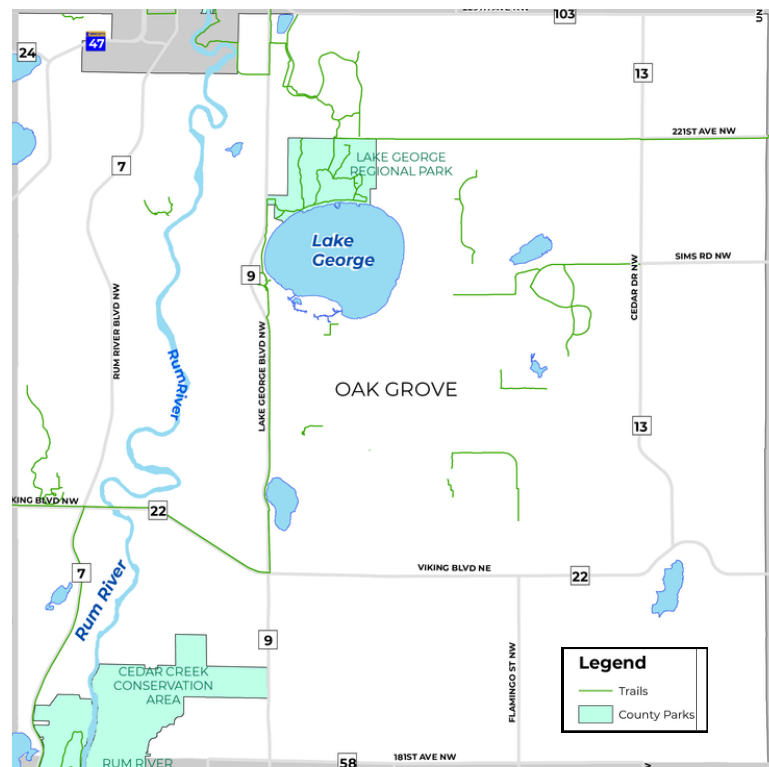 103
24
47
13
221ST AVE NW
7
LAKE GEORGE
REGIONAL PARK
Lake
George
SIMS RD NW
9
CEDAR DR NW
RUM RIVER BLVD NW
LAKE GEORGE BLVD NW
Rum River
OAK GROVE
13
KING BLVD NW
22
VIKING BLVD NE
22
7
Rum River
9
FLAMINGO ST NW
CEDAR CREEK
CONSERVATION
AREA
Legend
Trails
County Parks
RUM RIVER
58
181ST AVE NW